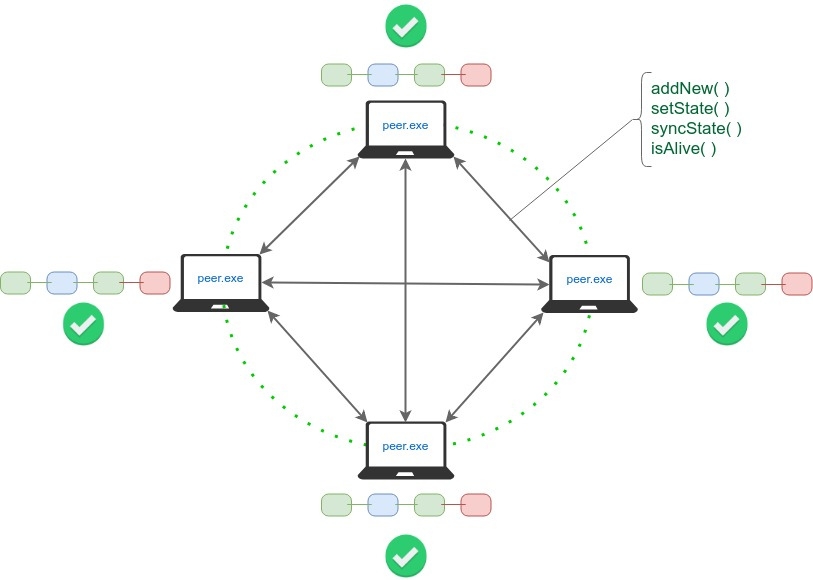 peer.exe
addNew( )
setState( )
syncState( )
isAlive( )
peer.exe
peer.exe
peer.exe